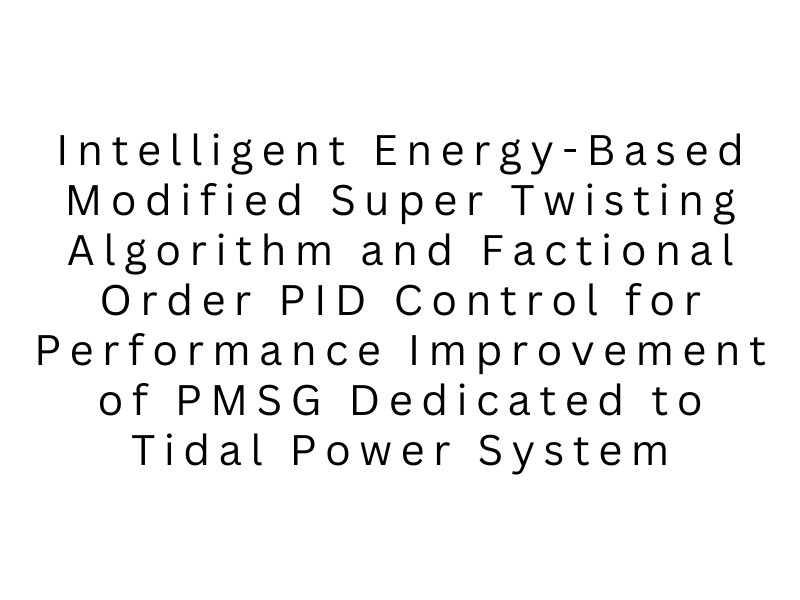 Intelligent Energy-Based
Modified Super Twisting
Algorithm and Factional
Order PID Control for
Performance Improvement
of PMSG Dedicated to
Tidal Power System